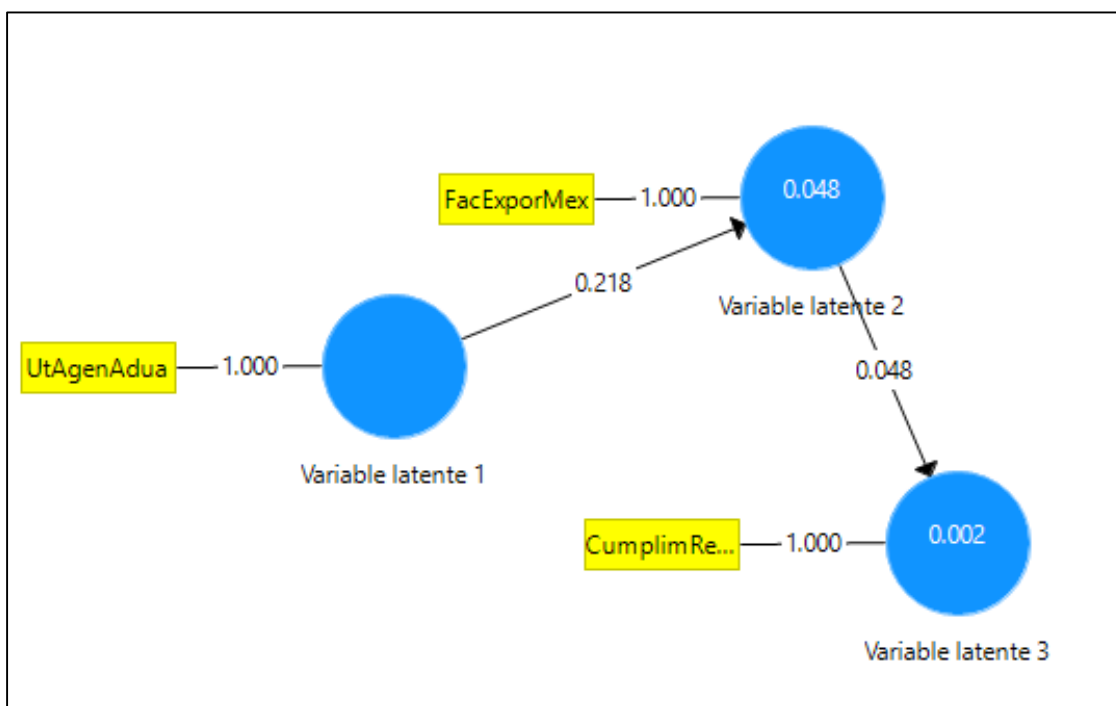 FacExporMex
1.000
0.048
0.218
Variable latente 2
UtAgenAdua
1.000
0.048
Variable latente 1
CumplimRe...
1.000
0.002
Variable latente 3